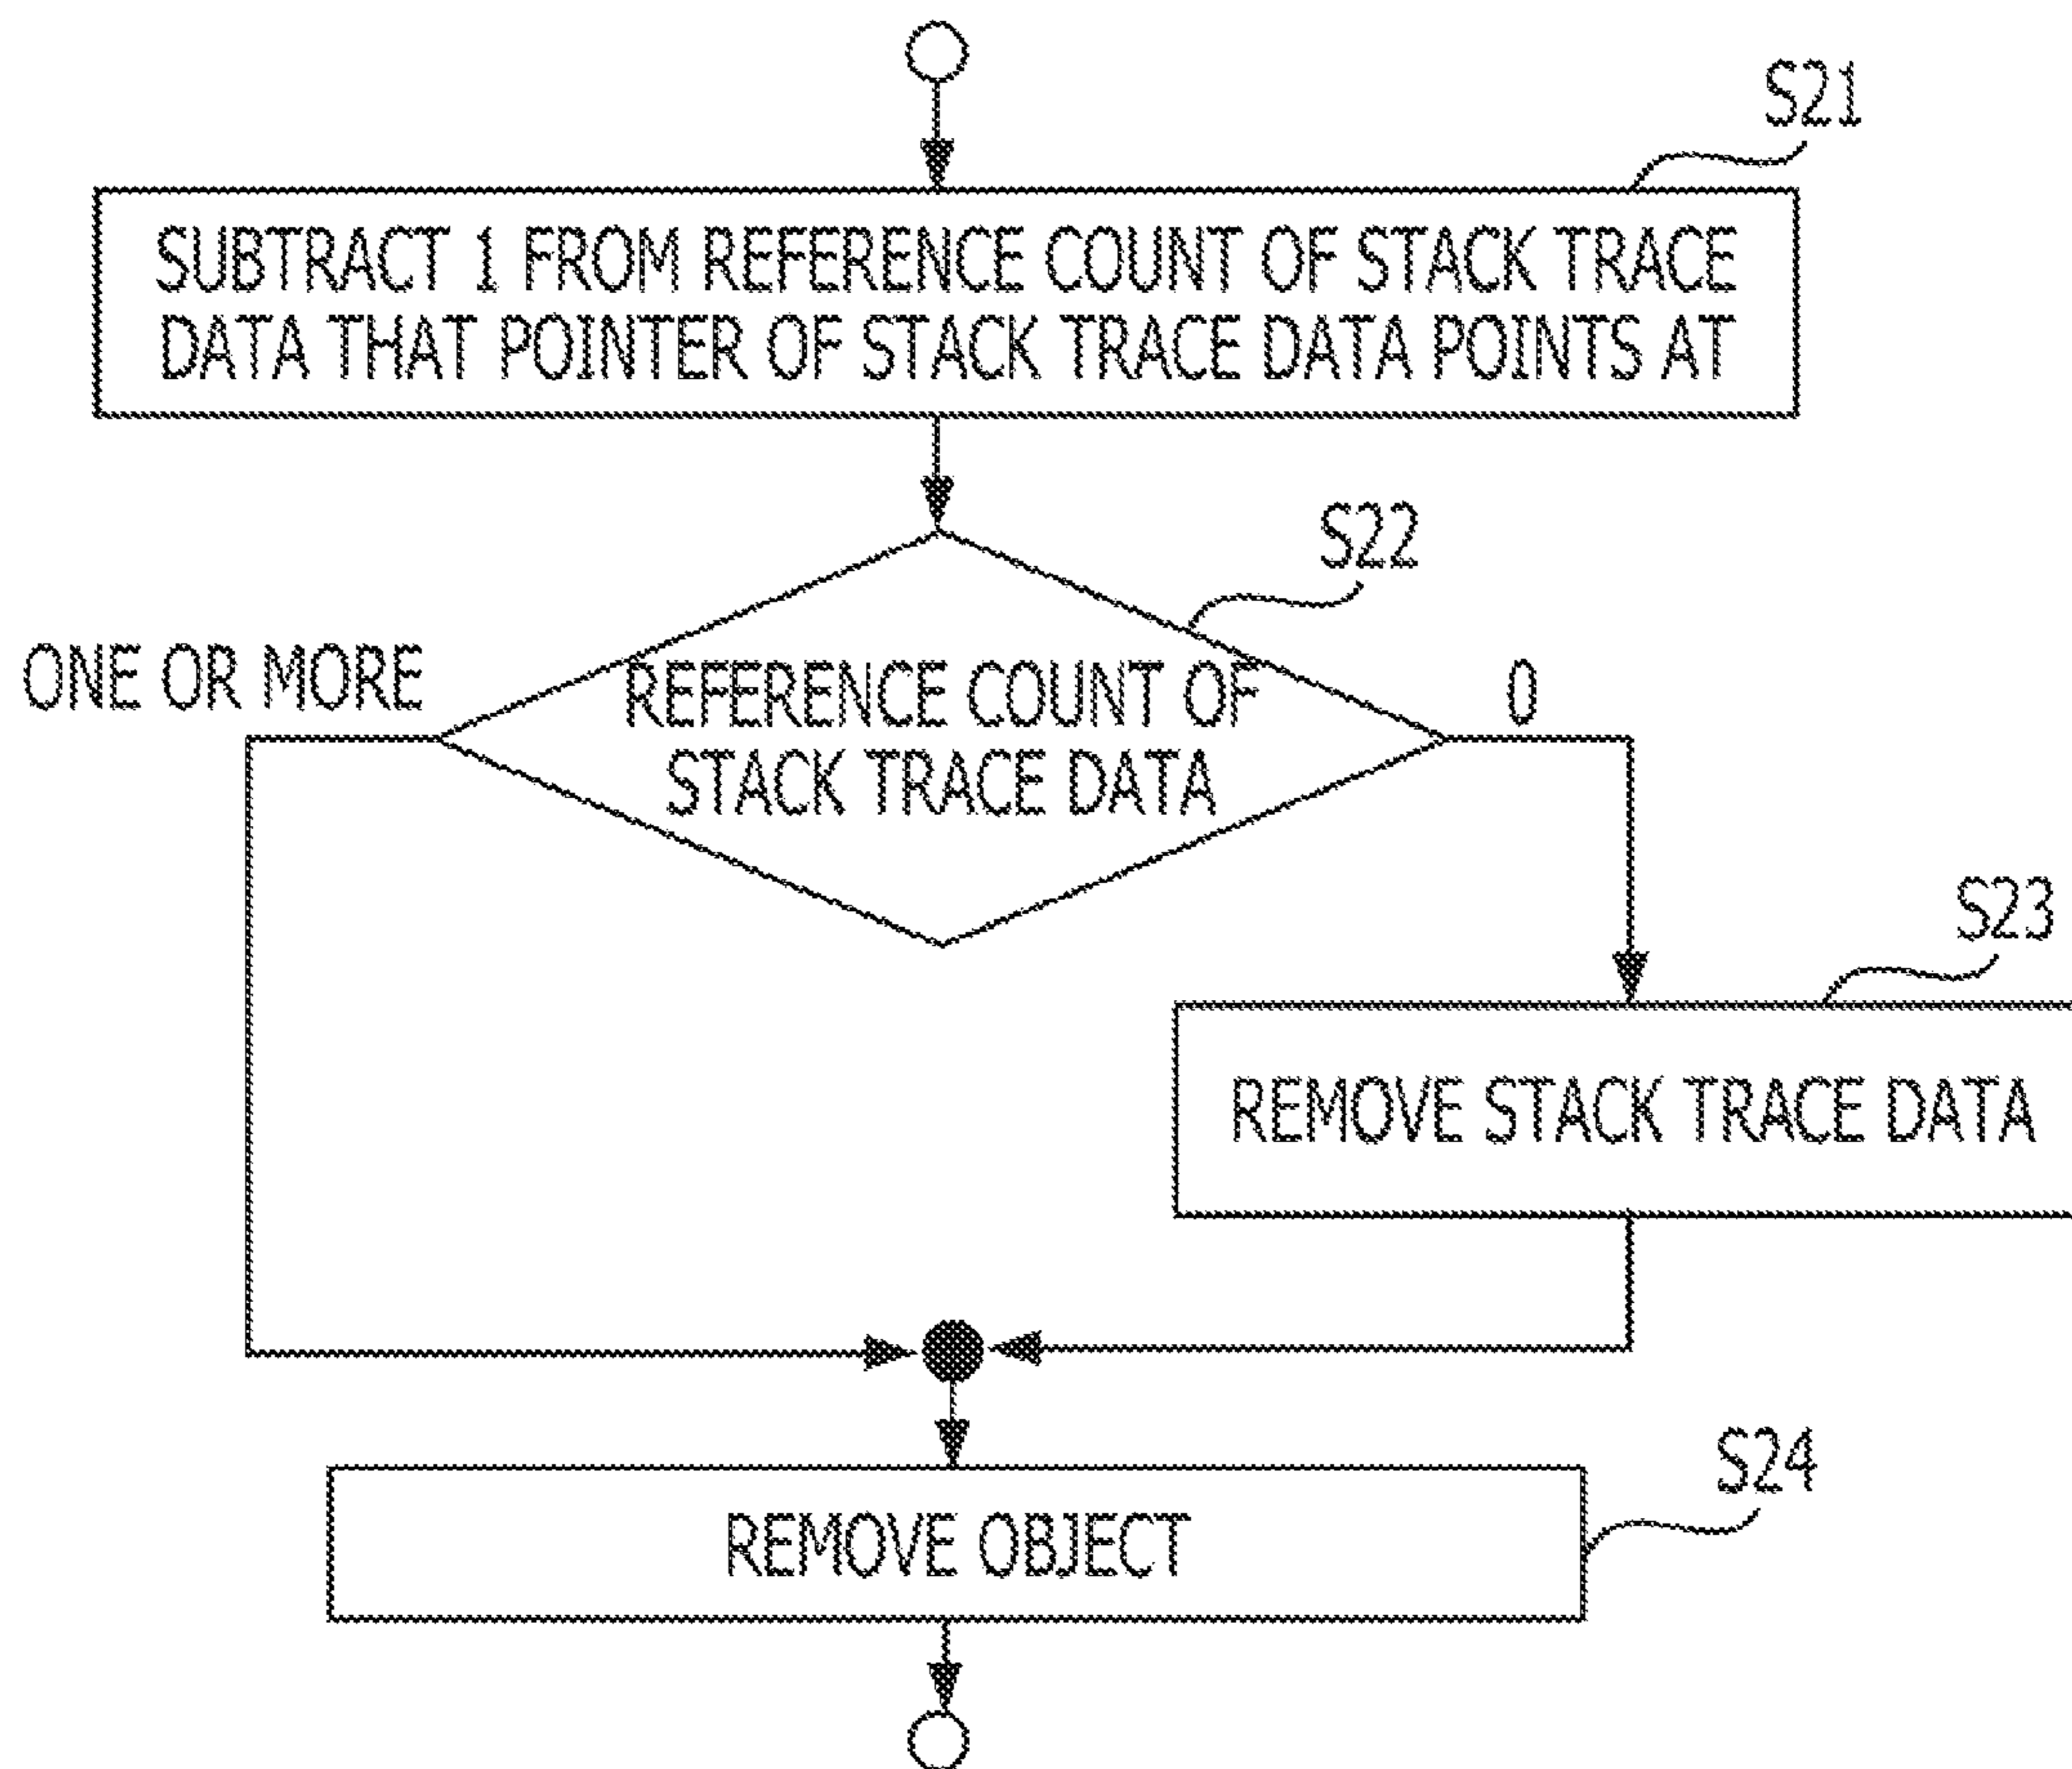 S21
SUBTRACT 1 FROM REFERENCE COUNT OF STACK TRACE
DATA THAT POINTER OF STACK TRACE DATA POINTS AT
S22
ONE OR MORE
REFERENCE COUNT OF
STACK TRACE DATA
0
S23
REMOVE STACK TRACE DATA
S24
REMOVE OBJECT